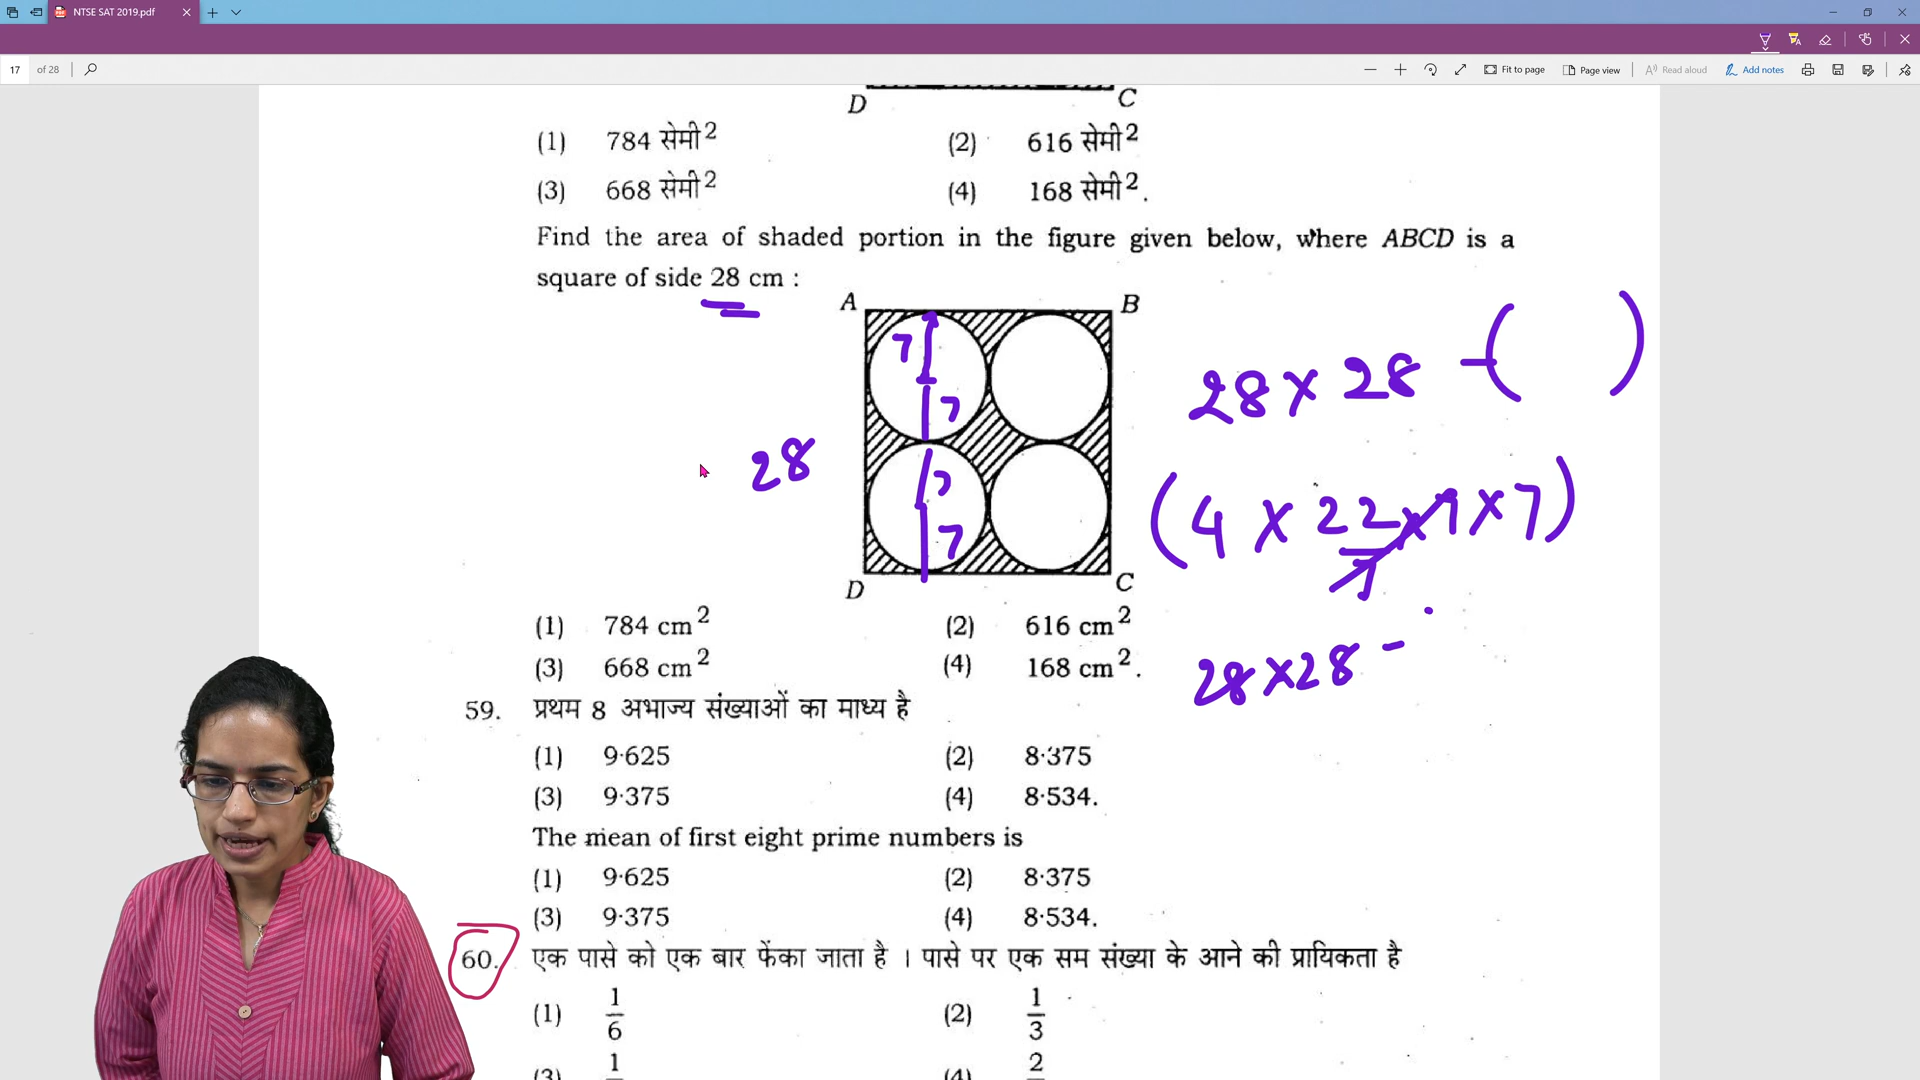 NTSE SAT 2019.pdf
17 of 28
Fit to page
Page view
Read aloud
Add notes
D C
(1) 784 सेमी² (2) 616 सेमी²
(3) 668 सेमी² (4) 168 सेमी².
Find the area of shaded portion in the figure given below, where ABCD is a
square of side 28 cm :
A B
7
7
28
7
D C
28 × 28 - ( )
(4 × 22/7 × 7 × 7)
28 × 28 -
(1) 784 cm² (2) 616 cm²
(3) 668 cm² (4) 168 cm².
59. प्रथम 8 अभाज्य संख्याओं का माध्य है
(1) 9·625 (2) 8·375
(3) 9·375 (4) 8·534.
The mean of first eight prime numbers is
(1) 9·625 (2) 8·375
(3) 9·375 (4) 8·534.
60. एक पासे को एक बार फेंका जाता है । पासे पर एक सम संख्या के आने की प्रायिकता है
(1) 1/6 (2) 1/3